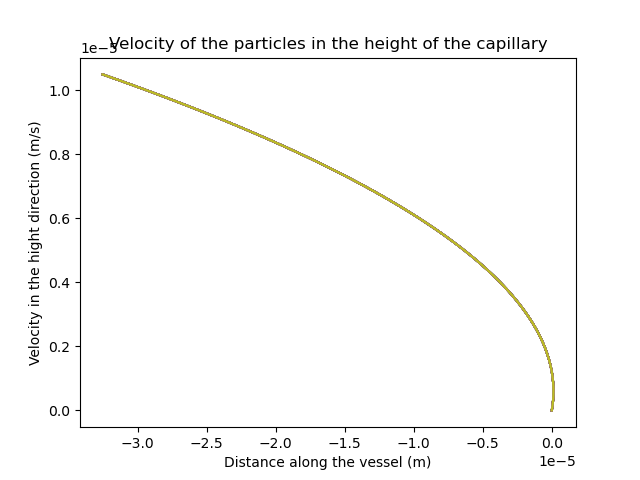 Velocity of the particles in the height of the capillary
1e−5
1.0
0.8
0.6
0.4
0.2
0.0
Velocity in the hight direction (m/s)
−3.0 −2.5 −2.0 −1.5 −1.0 −0.5 0.0
1e−5
Distance along the vessel (m)